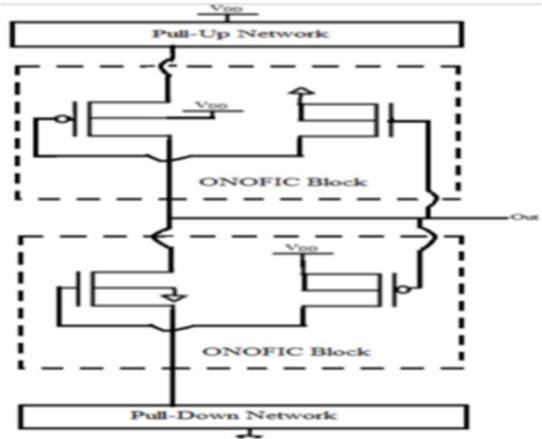 VDD
Pull-Up Network
VDD
ONOFIC Block
Out
VDD
ONOFIC Block
Pull-Down Network